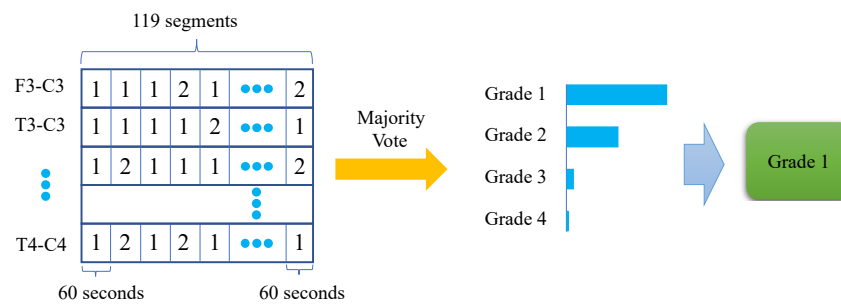 119 segments
F3-C3 1 1 1 2 1 ••• 2
T3-C3 1 1 1 1 2 ••• 1
1 2 1 1 1 ••• 2
T4-C4 1 2 1 2 1 ••• 1
60 seconds 60 seconds
Majority
Vote
Grade 1
Grade 2
Grade 3
Grade 4
Grade 1